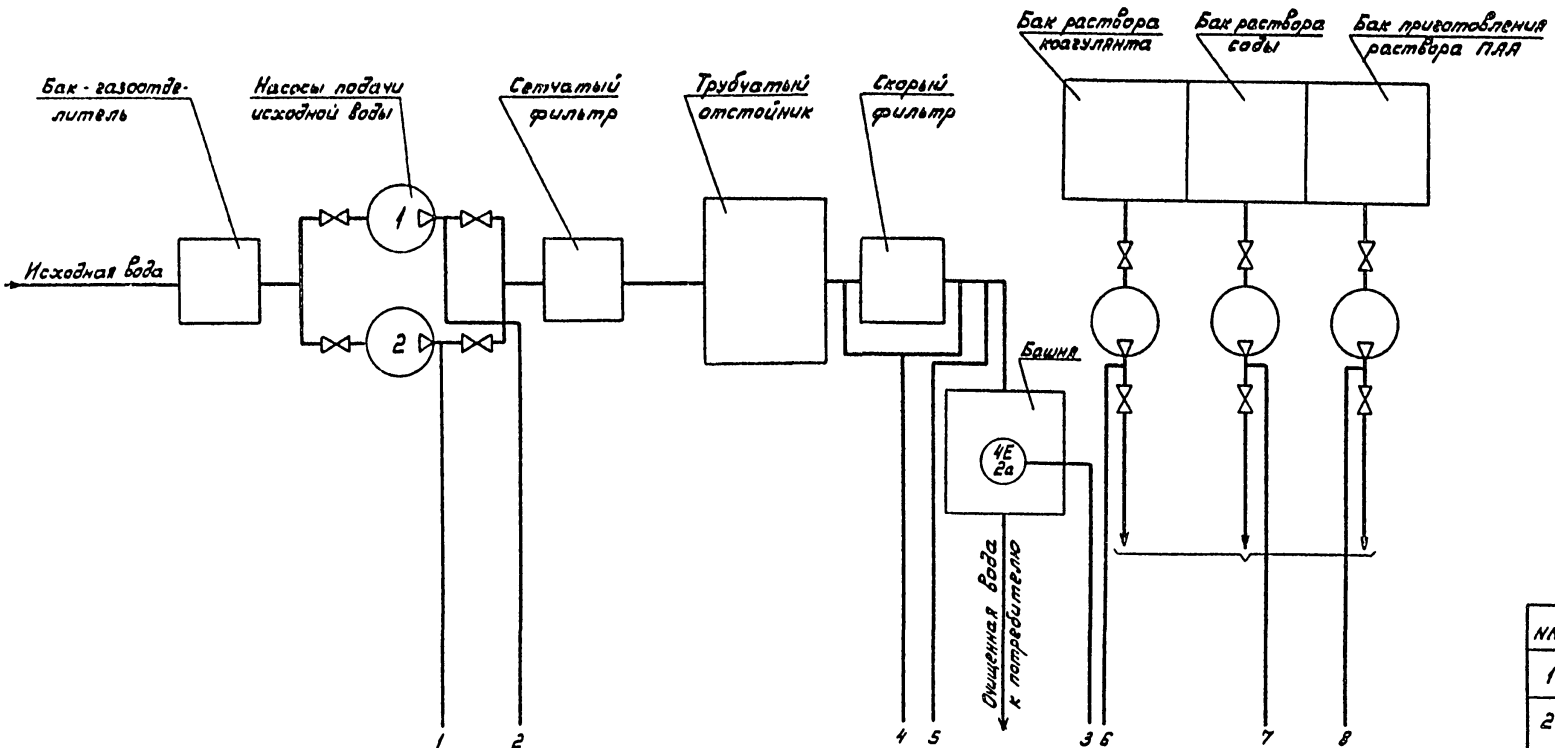 Бак раствора
коагулянта
Бак раствора
соды
Бак приготовления
раствора ПАА
Бак-газоотде-
литель
Насосы подачи
исходной воды
Сетчатый
фильтр
Трубчатый
отстойник
Скорый
фильтр
Исходная вода
1
2
Башня
ЧЕ
2а
Очищенная вода
к потребителю
1 2 4 5 3 6 7 8
1
2